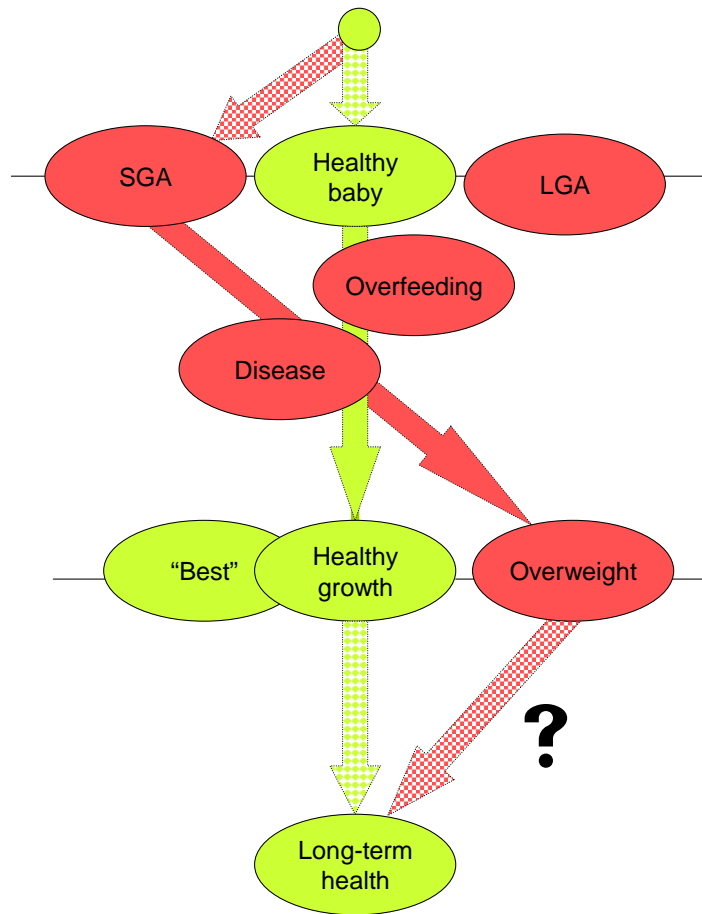 SGA
Healthy
baby
LGA
Overfeeding
Disease
“Best”
Healthy
growth
Overweight
?
Long-term
health